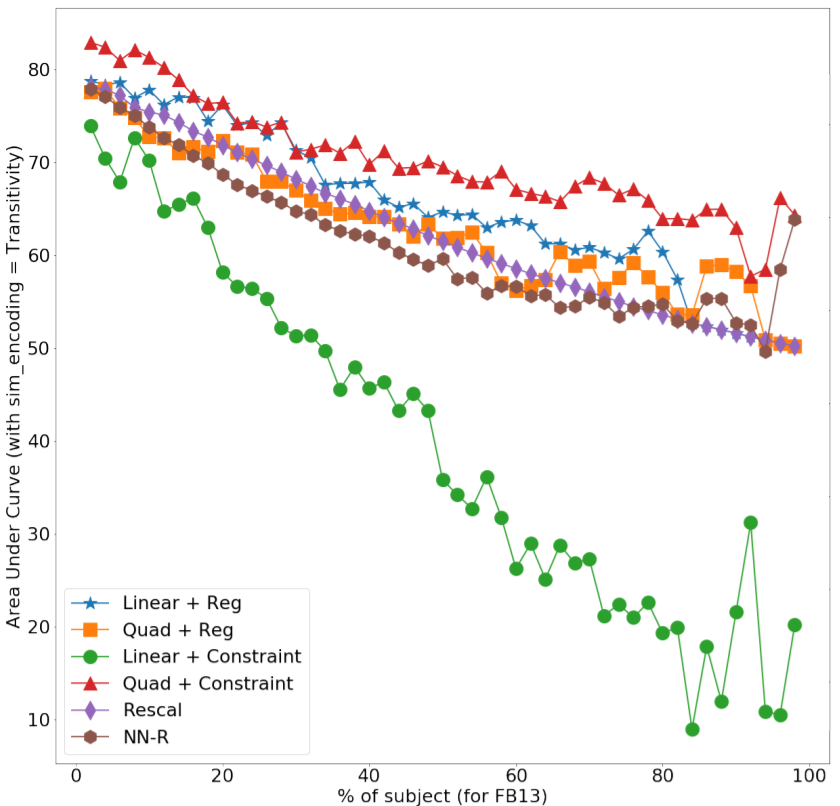 Area Under Curve (with sim_encoding = Transitivity)
80
70
60
50
40
30
20
10
Linear + Reg
Quad + Reg
Linear + Constraint
Quad + Constraint
Rescal
NN-R
0 20 40 60 80 100
% of subject (for FB13)